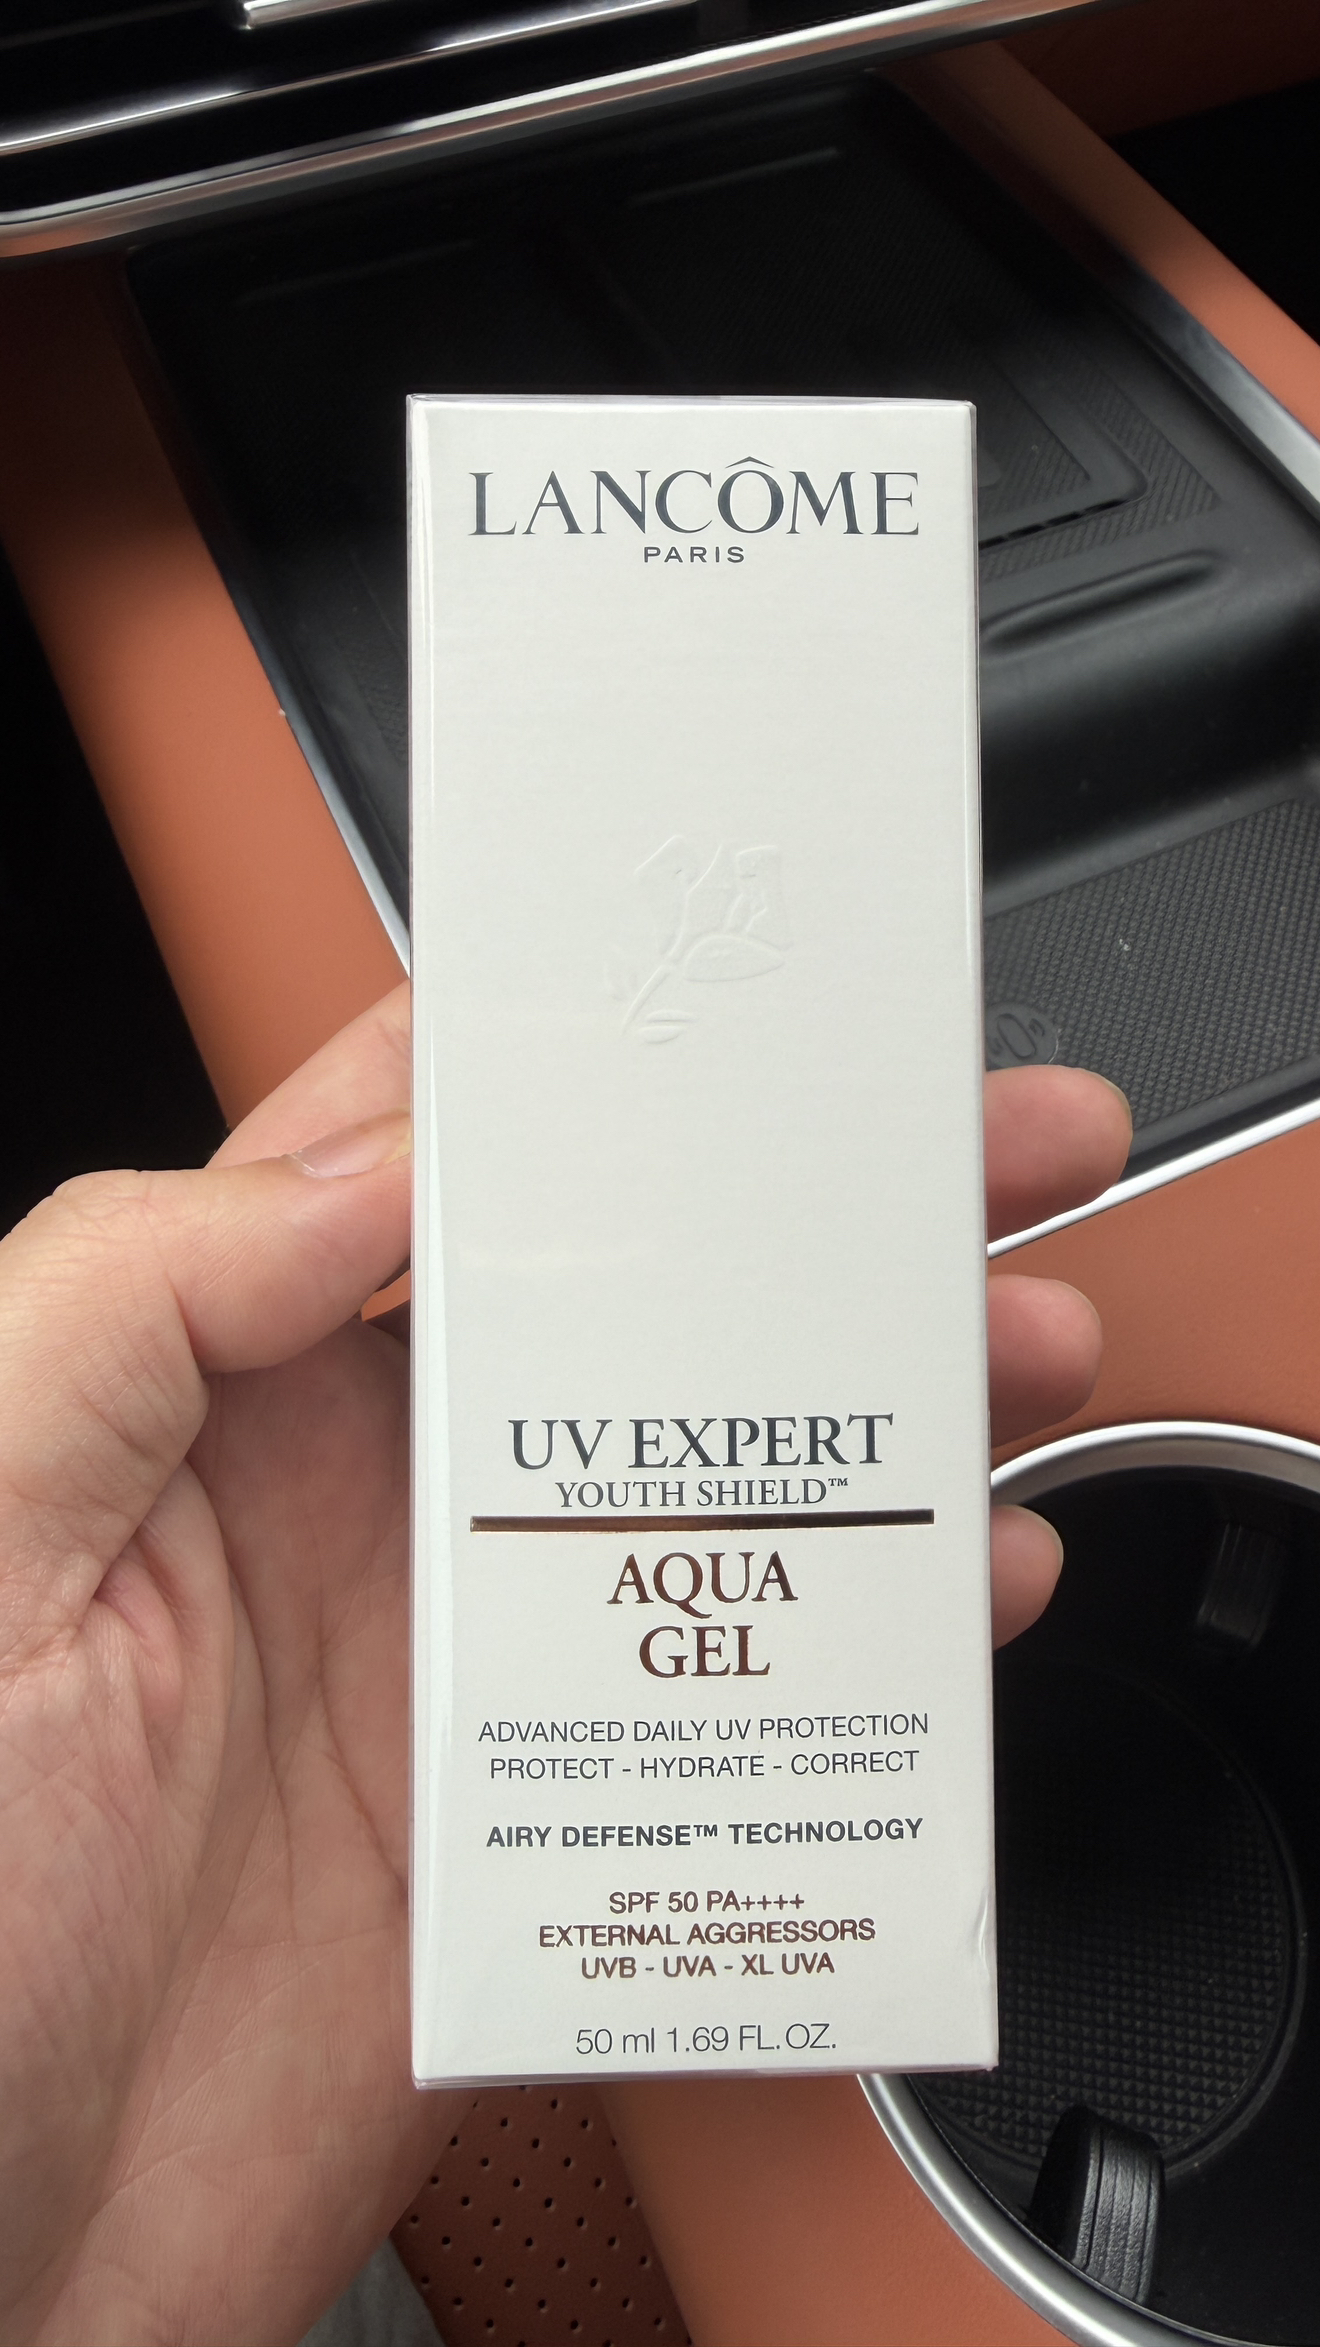 LANCÔME
PARIS
UV EXPERT
YOUTH SHIELD™
AQUA
GEL
ADVANCED DAILY UV PROTECTION
PROTECT - HYDRATE - CORRECT
AIRY DEFENSE™ TECHNOLOGY
SPF 50 PA++++
EXTERNAL AGGRESSORS
UVB - UVA - XL UVA
50 ml 1.69 FL.OZ.